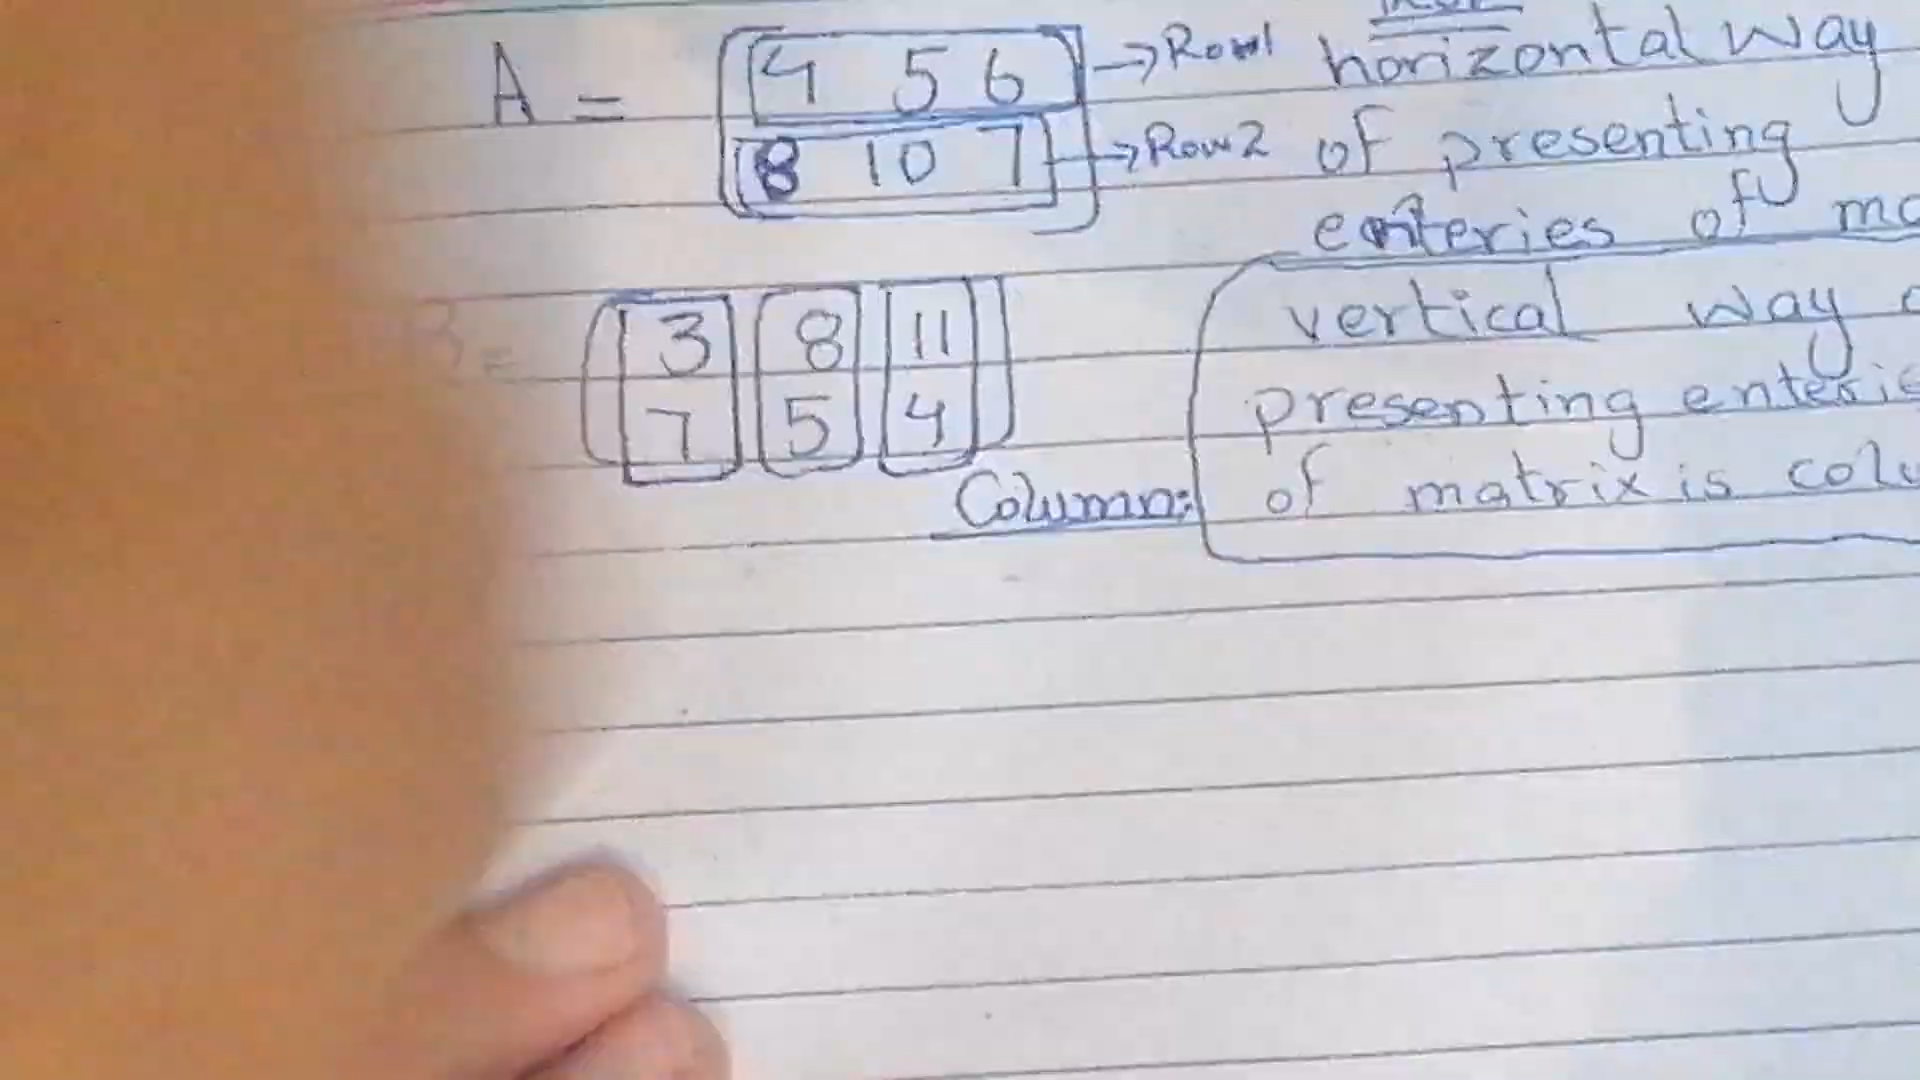 A = 4 5 6 →Row1
8 10 7 →Row2
horizontal way
of presenting
enteries of
B = 3 8 11
7 5 4
Column:
vertical way
presenting
of matrix is